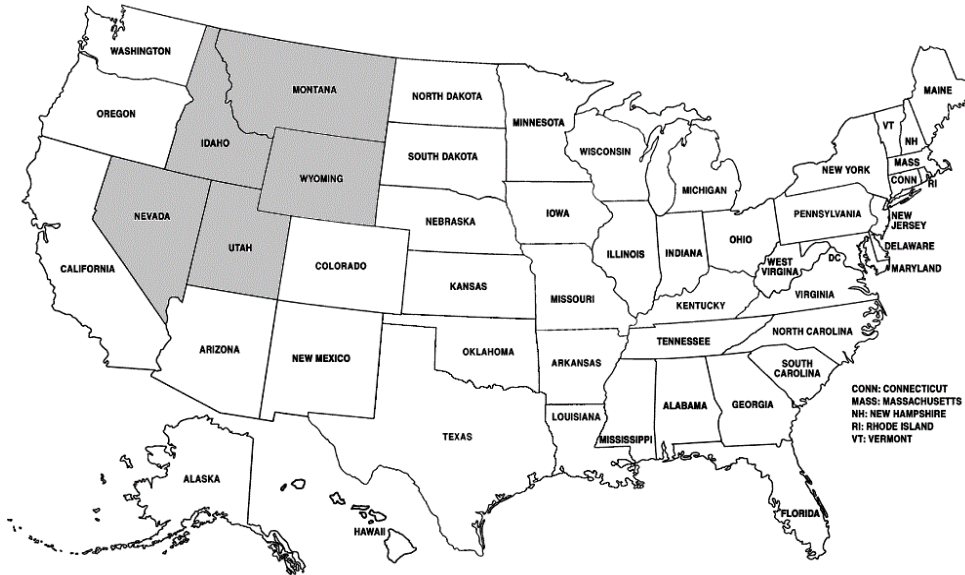 WASHINGTON
OREGON
CALIFORNIA
NEVADA
IDAHO
MONTANA
WYOMING
UTAH
COLORADO
ARIZONA
NEW MEXICO
NORTH DAKOTA
SOUTH DAKOTA
NEBRASKA
KANSAS
OKLAHOMA
TEXAS
MINNESOTA
IOWA
MISSOURI
ARKANSAS
LOUISIANA
WISCONSIN
ILLINOIS
MICHIGAN
INDIANA
OHIO
KENTUCKY
TENNESSEE
MISSISSIPPI
ALABAMA
GEORGIA
FLORIDA
SOUTH
CAROLINA
NORTH CAROLINA
VIRGINIA
WEST
VIRGINA
DC
MARYLAND
DELAWARE
NEW
JERSEY
PENNSYLVANIA
NEW YORK
CONN
RI
MASS
VT
NH
MAINE
ALASKA
HAWAII
CONN: CONNECTICUT
MASS: MASSACHUSETTS
NH: NEW HAMPSHIRE
RI: RHODE ISLAND
VT: VERMONT